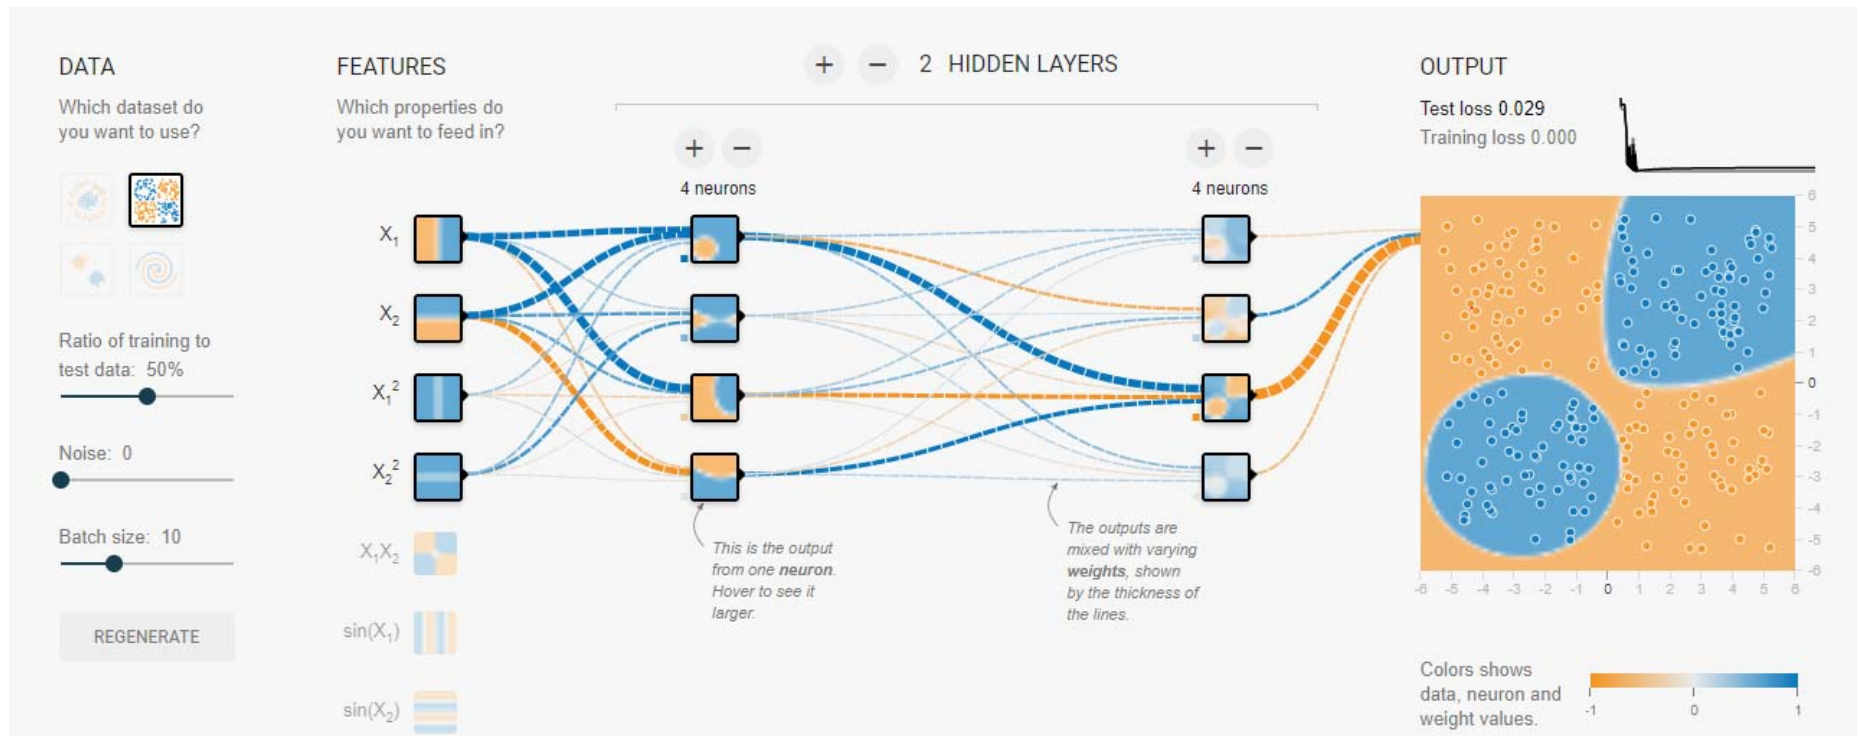 DATA
Which dataset do
you want to use?
Ratio of training to
test data: 50%
Noise: 0
Batch size: 10
REGENERATE
FEATURES
Which properties do
you want to feed in?
X₁
X₂
X₁²
X₂²
X₁X₂
sin(X₁)
sin(X₂)
+ − 2 HIDDEN LAYERS
+ −
4 neurons
This is the output
from one neuron.
Hover to see it
larger.
+ −
4 neurons
The outputs are
mixed with varying
weights, shown
by the thickness of
the lines.
OUTPUT
Test loss 0.029
Training loss 0.000
6
5
4
3
2
1
0
-1
-2
-3
-4
-5
-6
-6 -5 -4 -3 -2 -1 0 1 2 3 4 5 6
Colors shows
data, neuron and
weight values.
-1 0 1